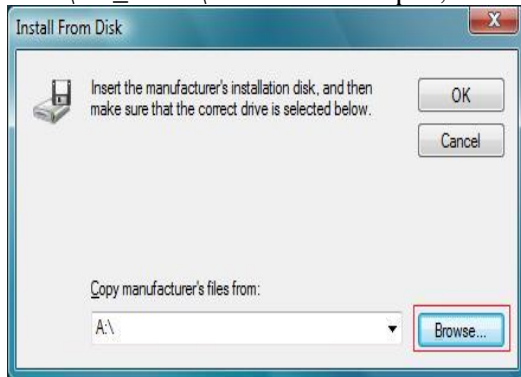 Install From Disk
X
Insert the manufacturer's installation disk, and then
make sure that the correct drive is selected below.
OK
Cancel
Copy manufacturer's files from:
A:\
Browse...